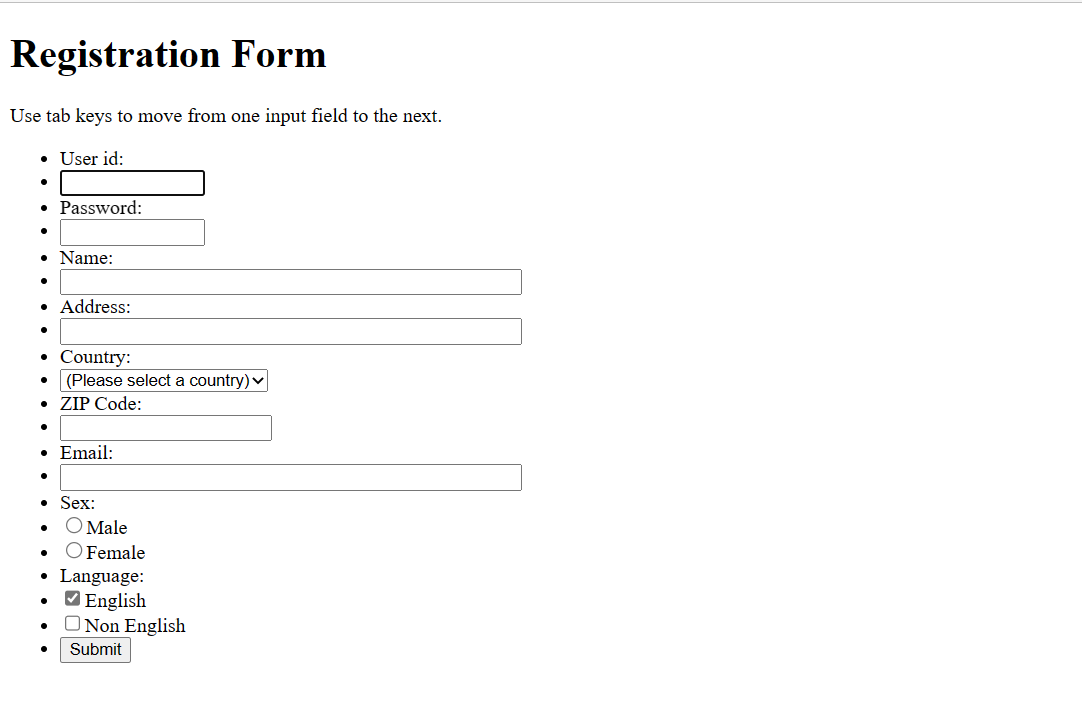 Registration Form
Use tab keys to move from one input field to the next.
User id:
Password:
Name:
Address:
Country:
(Please select a country)
ZIP Code:
Email:
Sex:
Male
Female
Language:
English
Non English
Submit